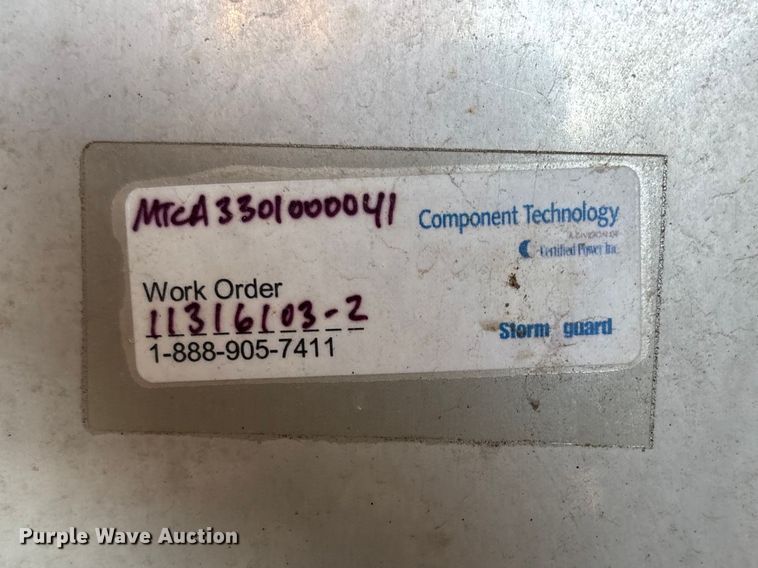 MTCA3301000041
Component Technology
A DIVISION OF
Certified Power Inc.
Work Order
11316103-2
1-888-905-7411
Storm guard
Purple Wave Auction